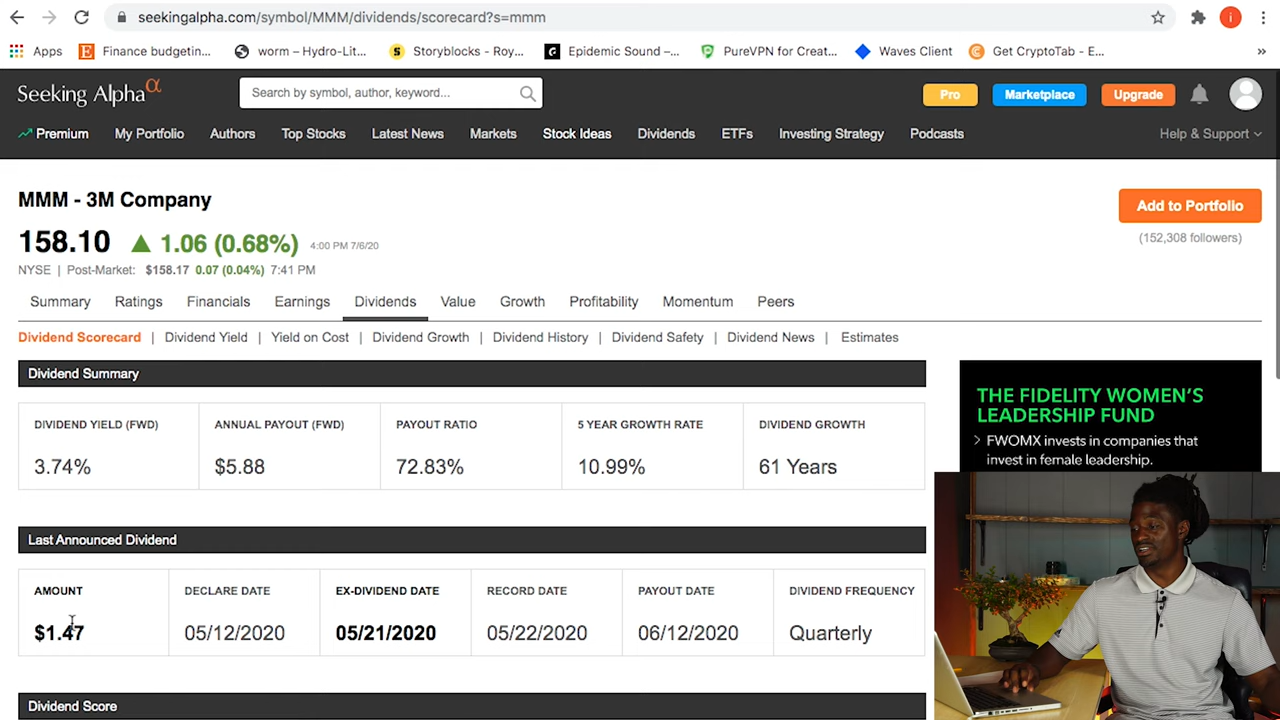 seekingalpha.com/symbol/MMM/dividends/scorecard?s=mmm
Apps Finance budgetin... worm – Hydro-Lit... Storyblocks - Roy... Epidemic Sound –... PureVPN for Creat... Waves Client Get CryptoTab - E... »
Seeking Alpha α Search by symbol, author, keyword... Pro Marketplace Upgrade
Premium My Portfolio Authors Top Stocks Latest News Markets Stock Ideas Dividends ETFs Investing Strategy Podcasts Help & Support
MMM - 3M Company
Add to Portfolio
158.10 ▲ 1.06 (0.68%) 4:00 PM 7/6/20
(152,308 followers)
NYSE | Post-Market: $158.17 0.07 (0.04%) 7:41 PM
Summary Ratings Financials Earnings Dividends Value Growth Profitability Momentum Peers
Dividend Scorecard | Dividend Yield | Yield on Cost | Dividend Growth | Dividend History | Dividend Safety | Dividend News | Estimates
Dividend Summary
DIVIDEND YIELD (FWD) ANNUAL PAYOUT (FWD) PAYOUT RATIO 5 YEAR GROWTH RATE DIVIDEND GROWTH
3.74% $5.88 72.83% 10.99% 61 Years
THE FIDELITY WOMEN'S
LEADERSHIP FUND
FWOMX invests in companies that
invest in female leadership.
Last Announced Dividend
AMOUNT DECLARE DATE EX-DIVIDEND DATE RECORD DATE PAYOUT DATE DIVIDEND FREQUENCY
$1.47 05/12/2020 05/21/2020 05/22/2020 06/12/2020 Quarterly
Dividend Score